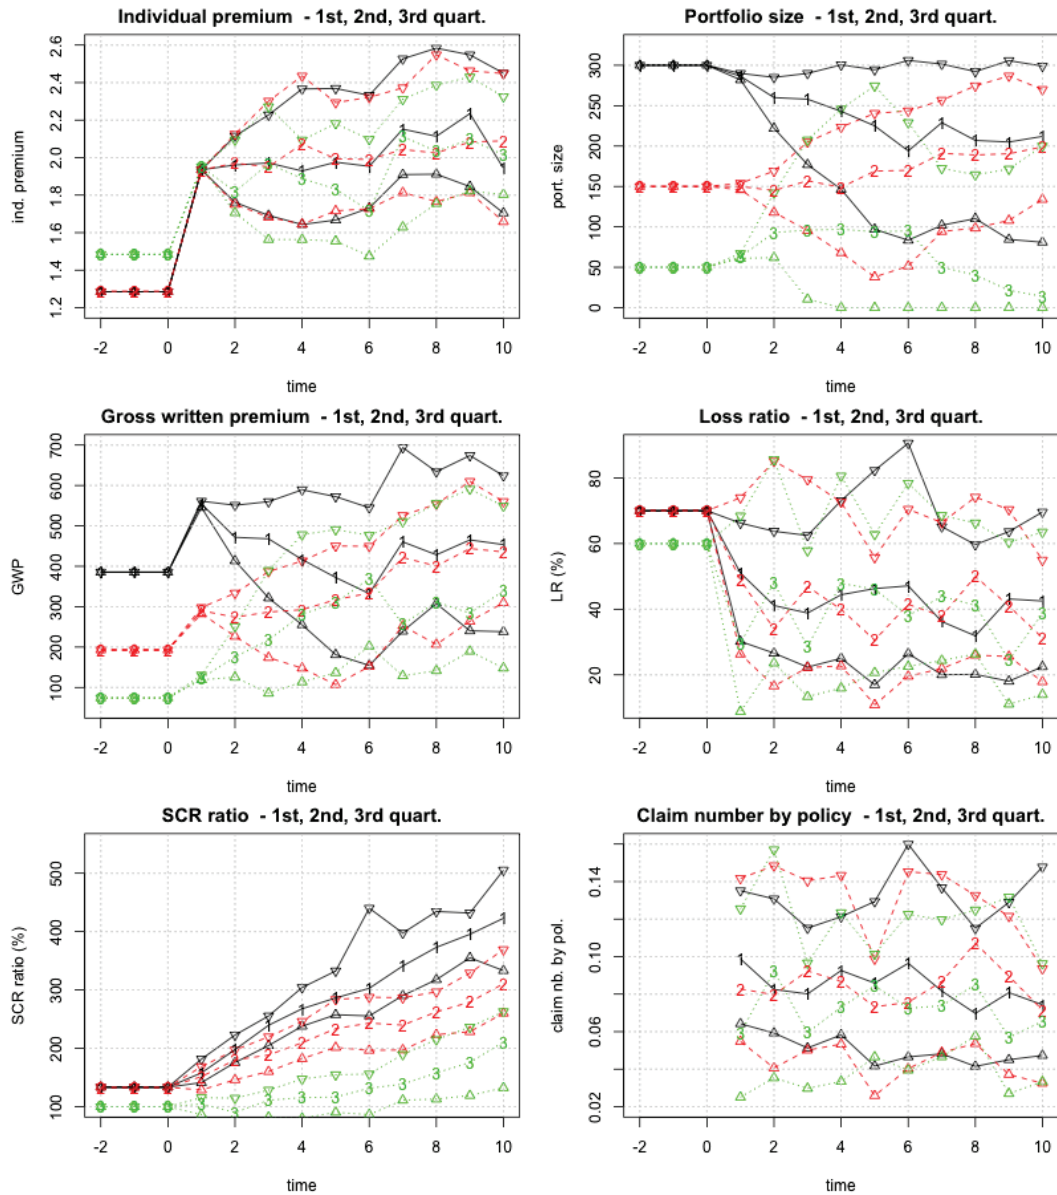 Individual premium - 1st, 2nd, 3rd quart.
ind. premium
1.2 1.4 1.6 1.8 2.0 2.2 2.4 2.6
-2 0 2 4 6 8 10
time
Portfolio size - 1st, 2nd, 3rd quart.
port. size
0 50 100 150 200 250 300
-2 0 2 4 6 8 10
time
Gross written premium - 1st, 2nd, 3rd quart.
GWP
100 200 300 400 500 600 700
-2 0 2 4 6 8 10
time
Loss ratio - 1st, 2nd, 3rd quart.
LR (%)
20 40 60 80
-2 0 2 4 6 8 10
time
SCR ratio - 1st, 2nd, 3rd quart.
SCR ratio (%)
100 200 300 400 500
-2 0 2 4 6 8 10
time
Claim number by policy - 1st, 2nd, 3rd quart.
claim nb. by pol.
0.02 0.06 0.10 0.14
-2 0 2 4 6 8 10
time